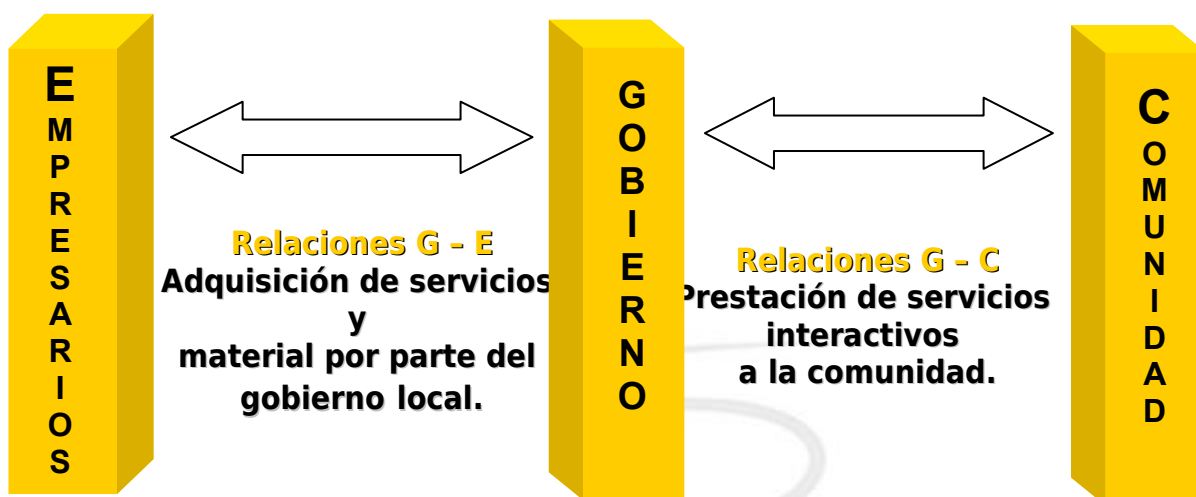 EMPRESARIOS
Relaciones G – E
Adquisición de servicios
y
material por parte del
gobierno local.
GOBIERNO
Relaciones G – C
Prestación de servicios
interactivos
a la comunidad.
COMUNIDAD